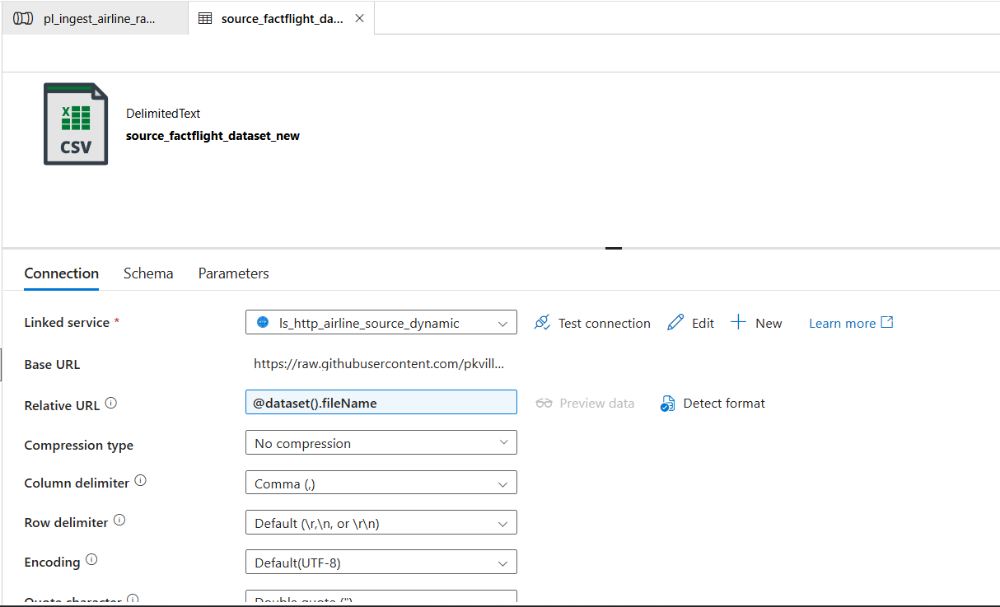 pl_ingest_airline_ra...
source_factflight_da...
CSV
DelimitedText
source_factflight_dataset_new
Connection
Schema
Parameters
Linked service *
ls_http_airline_source_dynamic
Test connection
Edit
New
Learn more
Base URL
https://raw.githubusercontent.com/pkvill...
Relative URL
@dataset().fileName
Preview data
Detect format
Compression type
No compression
Column delimiter
Comma (,)
Row delimiter
Default (\r,\n, or \r\n)
Encoding
Default(UTF-8)
Quote character
Double quote (")